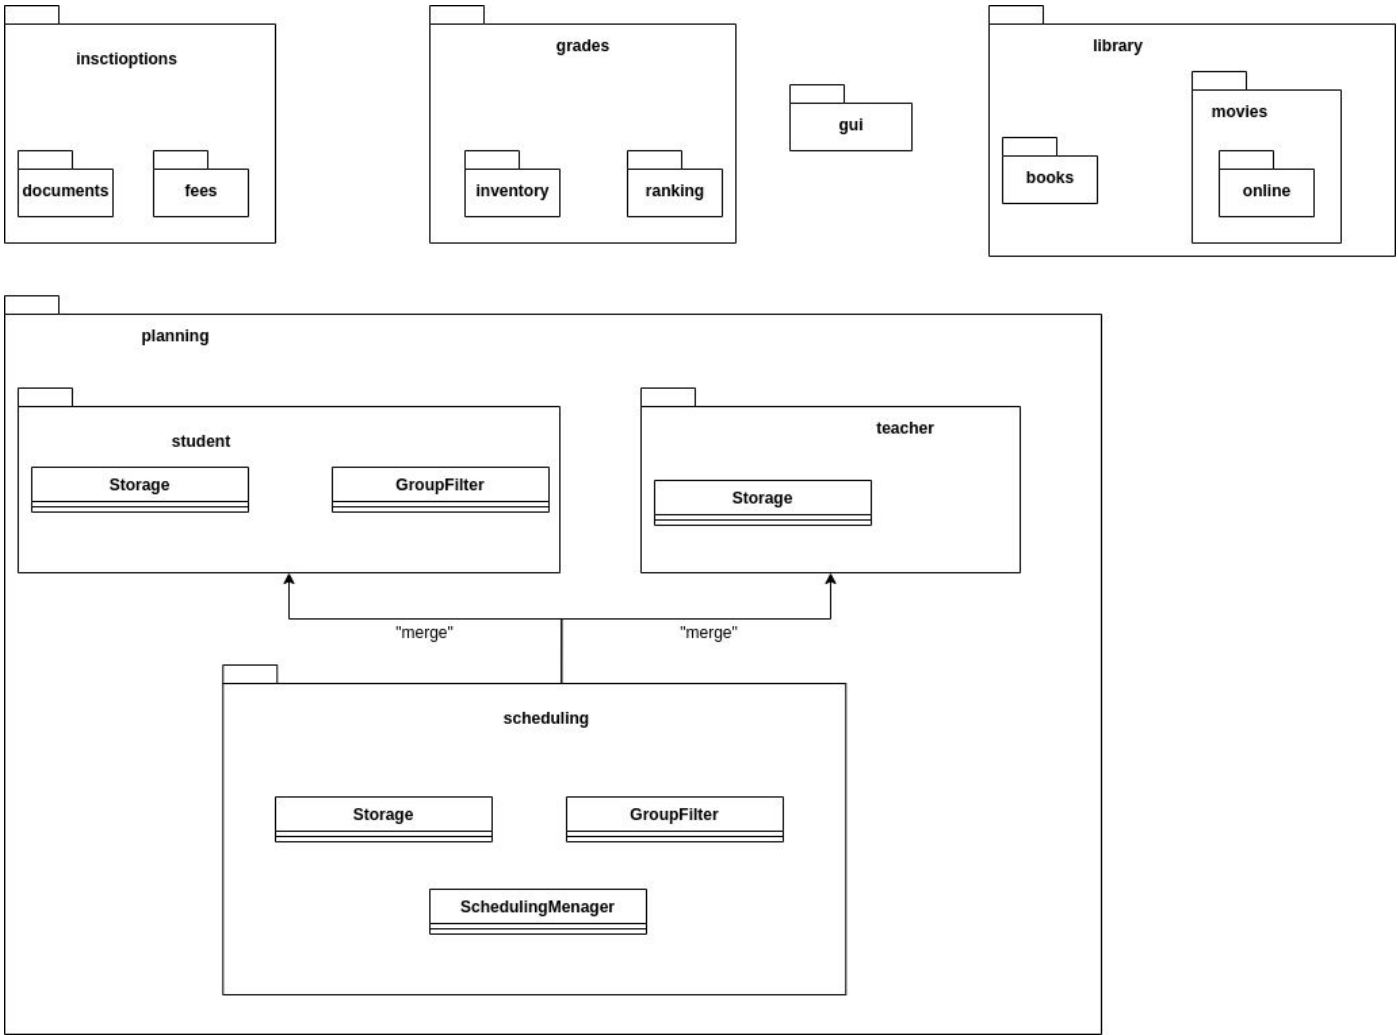 insctioptions
documents
fees
grades
inventory
ranking
gui
library
books
movies
online
planning
student
Storage
GroupFilter
teacher
Storage
"merge"
"merge"
scheduling
Storage
GroupFilter
SchedulingMenager